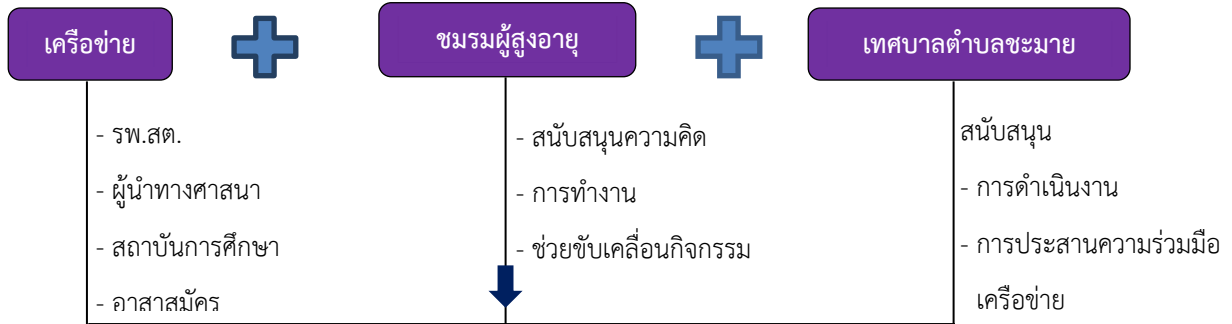 เครือข่าย
ชมรมผู้สูงอายุ
เทศบาลตำบลชะมาย
- รพ.สต.
- ผู้นำทางศาสนา
- สถาบันการศึกษา
- อาสาสมัคร
- สนับสนุนความคิด
- การทำงาน
- ช่วยขับเคลื่อนกิจกรรม
สนับสนุน
- การดำเนินงาน
- การประสานความร่วมมือ
เครือข่าย